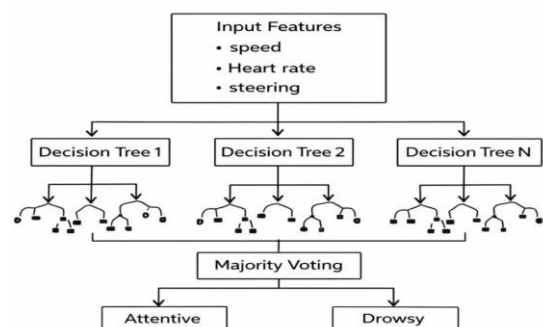 Input Features
• speed
• Heart rate
• steering
Decision Tree 1
Decision Tree 2
Decision Tree N
Majority Voting
Attentive
Drowsy